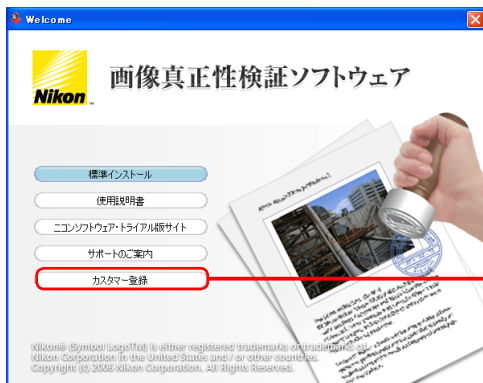 Welcome
Nikon
画像真正性検証ソフトウェア
標準インストール
使用説明書
ニコンソフトウェア・トライアル版サイト
サポートのご案内
カスタマー登録
Nikon® (Symbol Logo/TM) is either registered trademarks or trademarks of
Nikon Corporation in the United States and / or other countries.
Copyright (c) 2006 Nikon Corporation. All Rights Reserved.